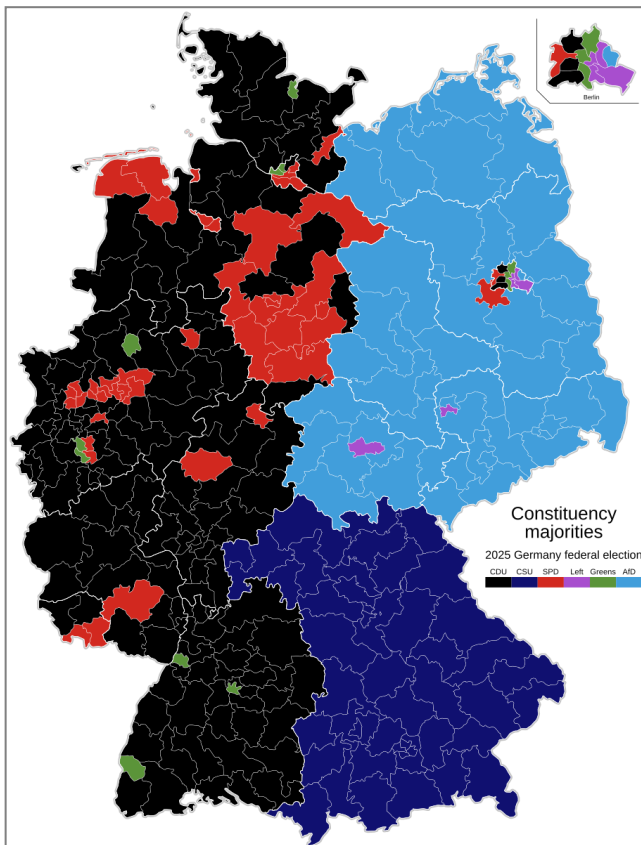 Berlin
Constituency
majorities
2025 Germany federal election
CDU CSU SPD Left Greens AfD